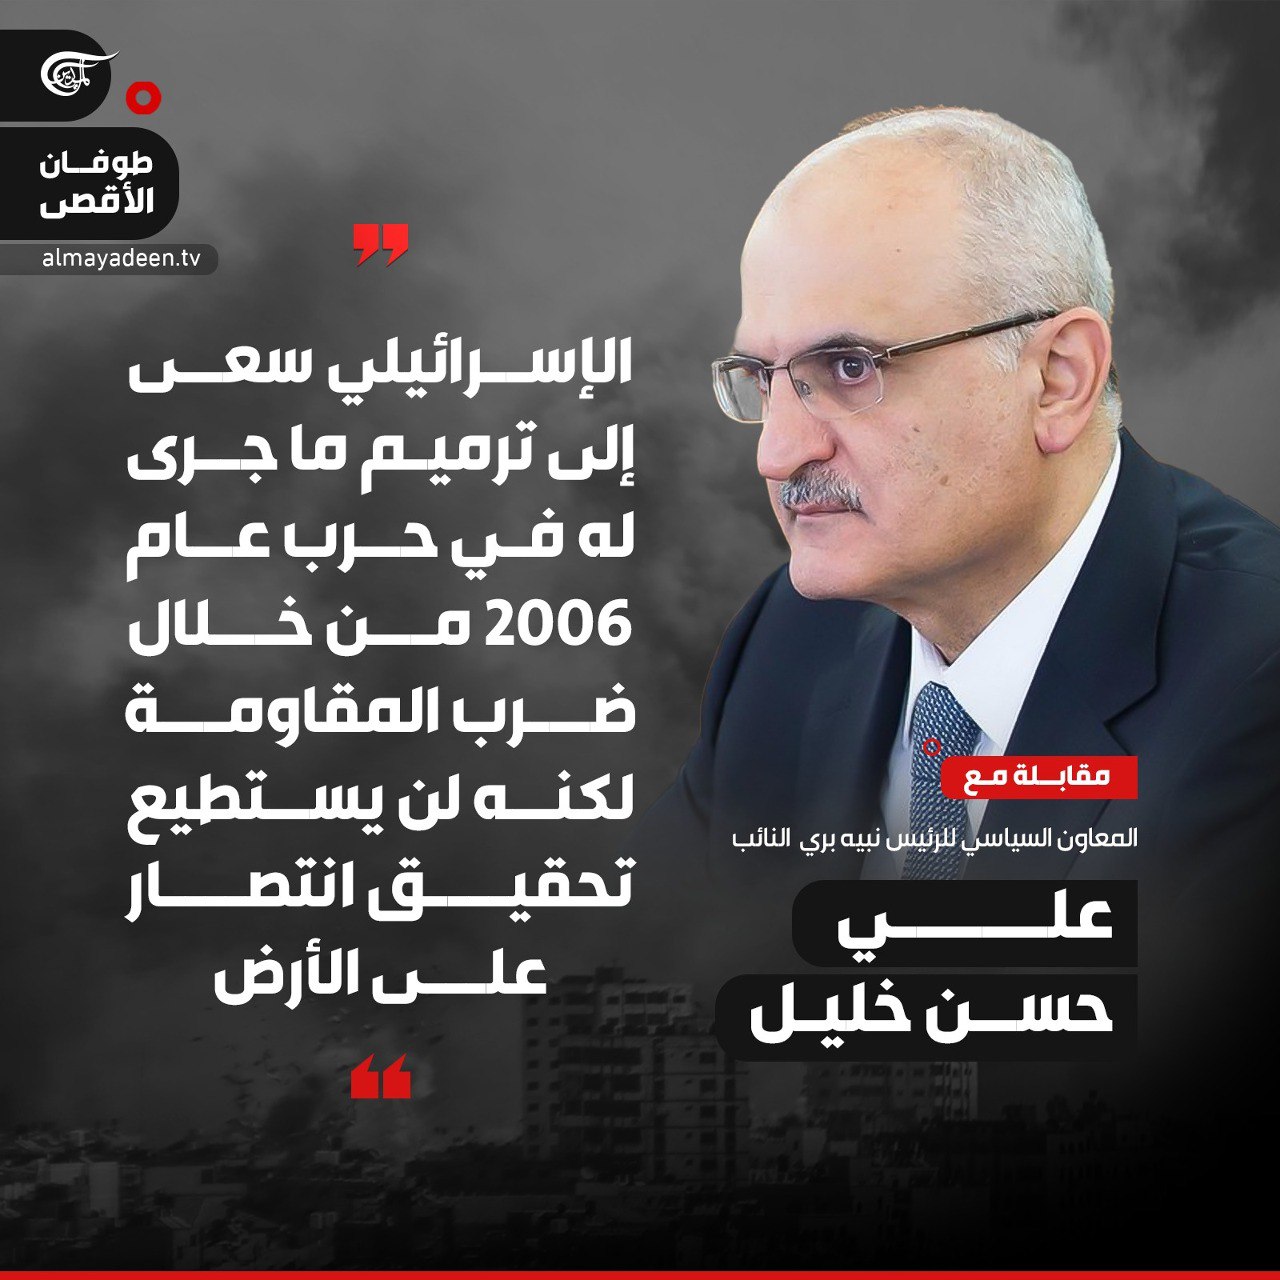 الميادين
طوفان
الأقصى
almayadeen.tv
الإسرائيلي سعى
إلى ترميم ما جرى
له في حرب عام
2006 من خلال
ضرب المقاومة
لكنه لن يستطيع
تحقيق انتصار
على الأرض
مقابلة مع
المعاون السياسي للرئيس نبيه بري النائب
علي
حسن خليل